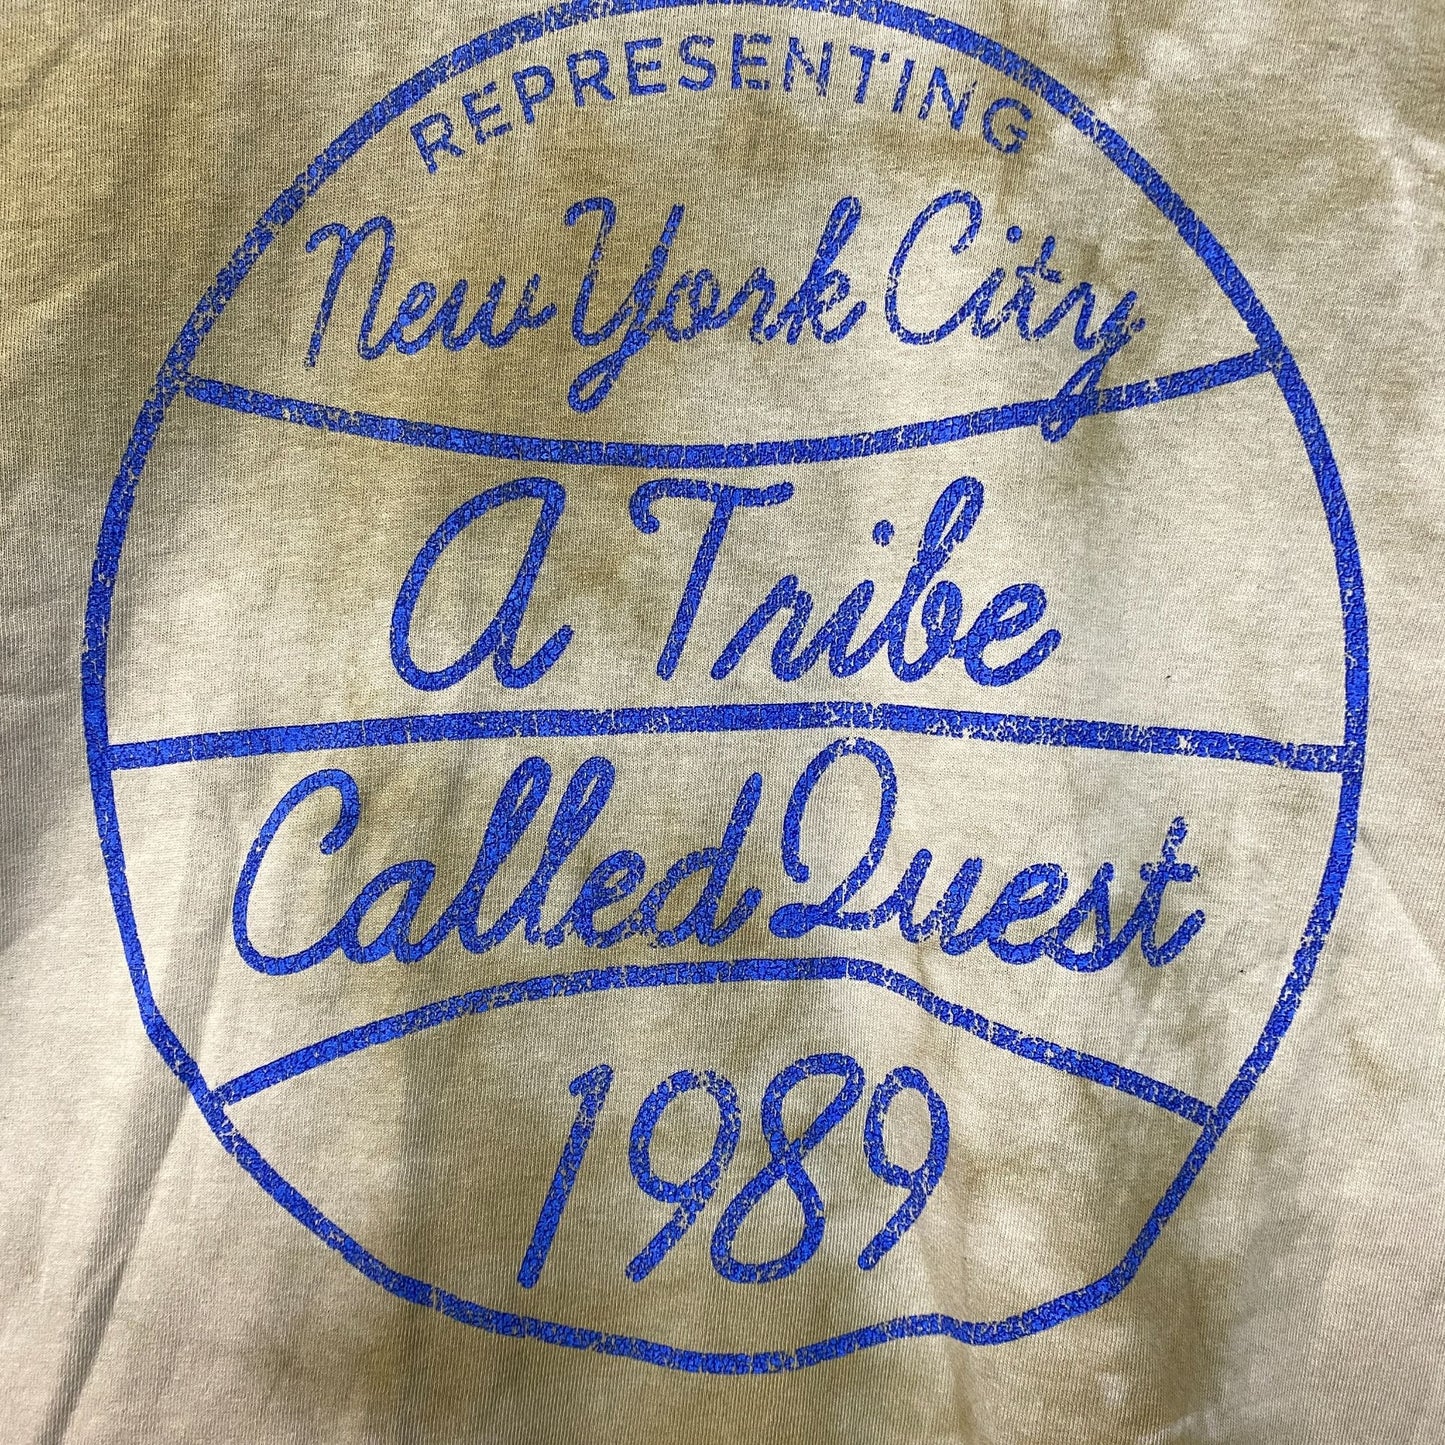 REPRESENTING
New York City
A Tribe
Called Quest
1989